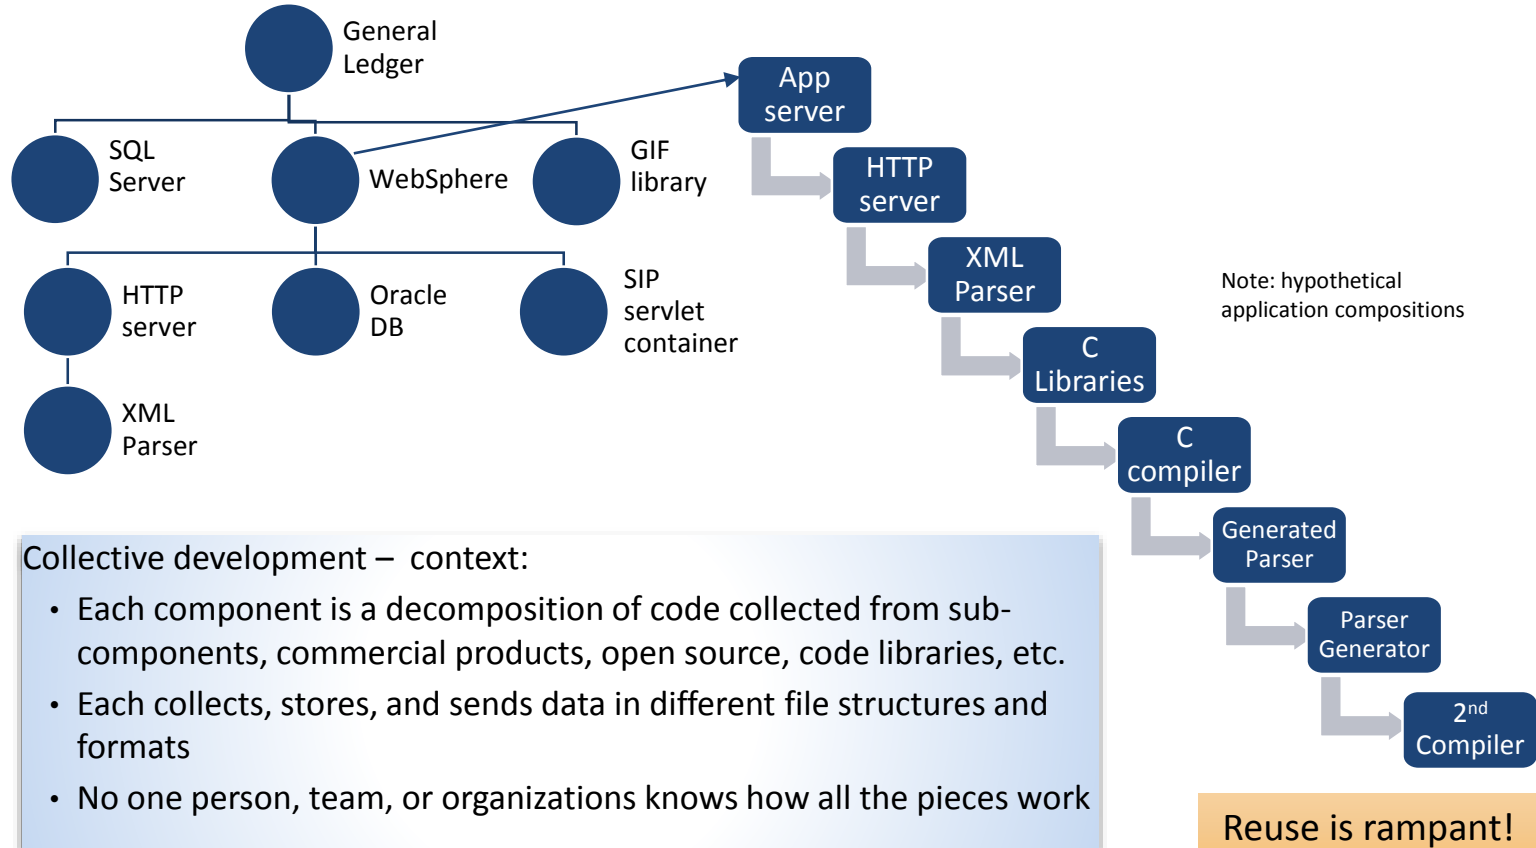 General
Ledger
SQL
Server
WebSphere
GIF
library
HTTP
server
Oracle
DB
SIP
servlet
container
XML
Parser
App
server
HTTP
server
XML
Parser
C
Libraries
C
compiler
Generated
Parser
Parser
Generator
2nd
Compiler
Note: hypothetical
application compositions
Collective development – context:
• Each component is a decomposition of code collected from sub-
components, commercial products, open source, code libraries, etc.
• Each collects, stores, and sends data in different file structures and
formats
• No one person, team, or organizations knows how all the pieces work
Reuse is rampant!